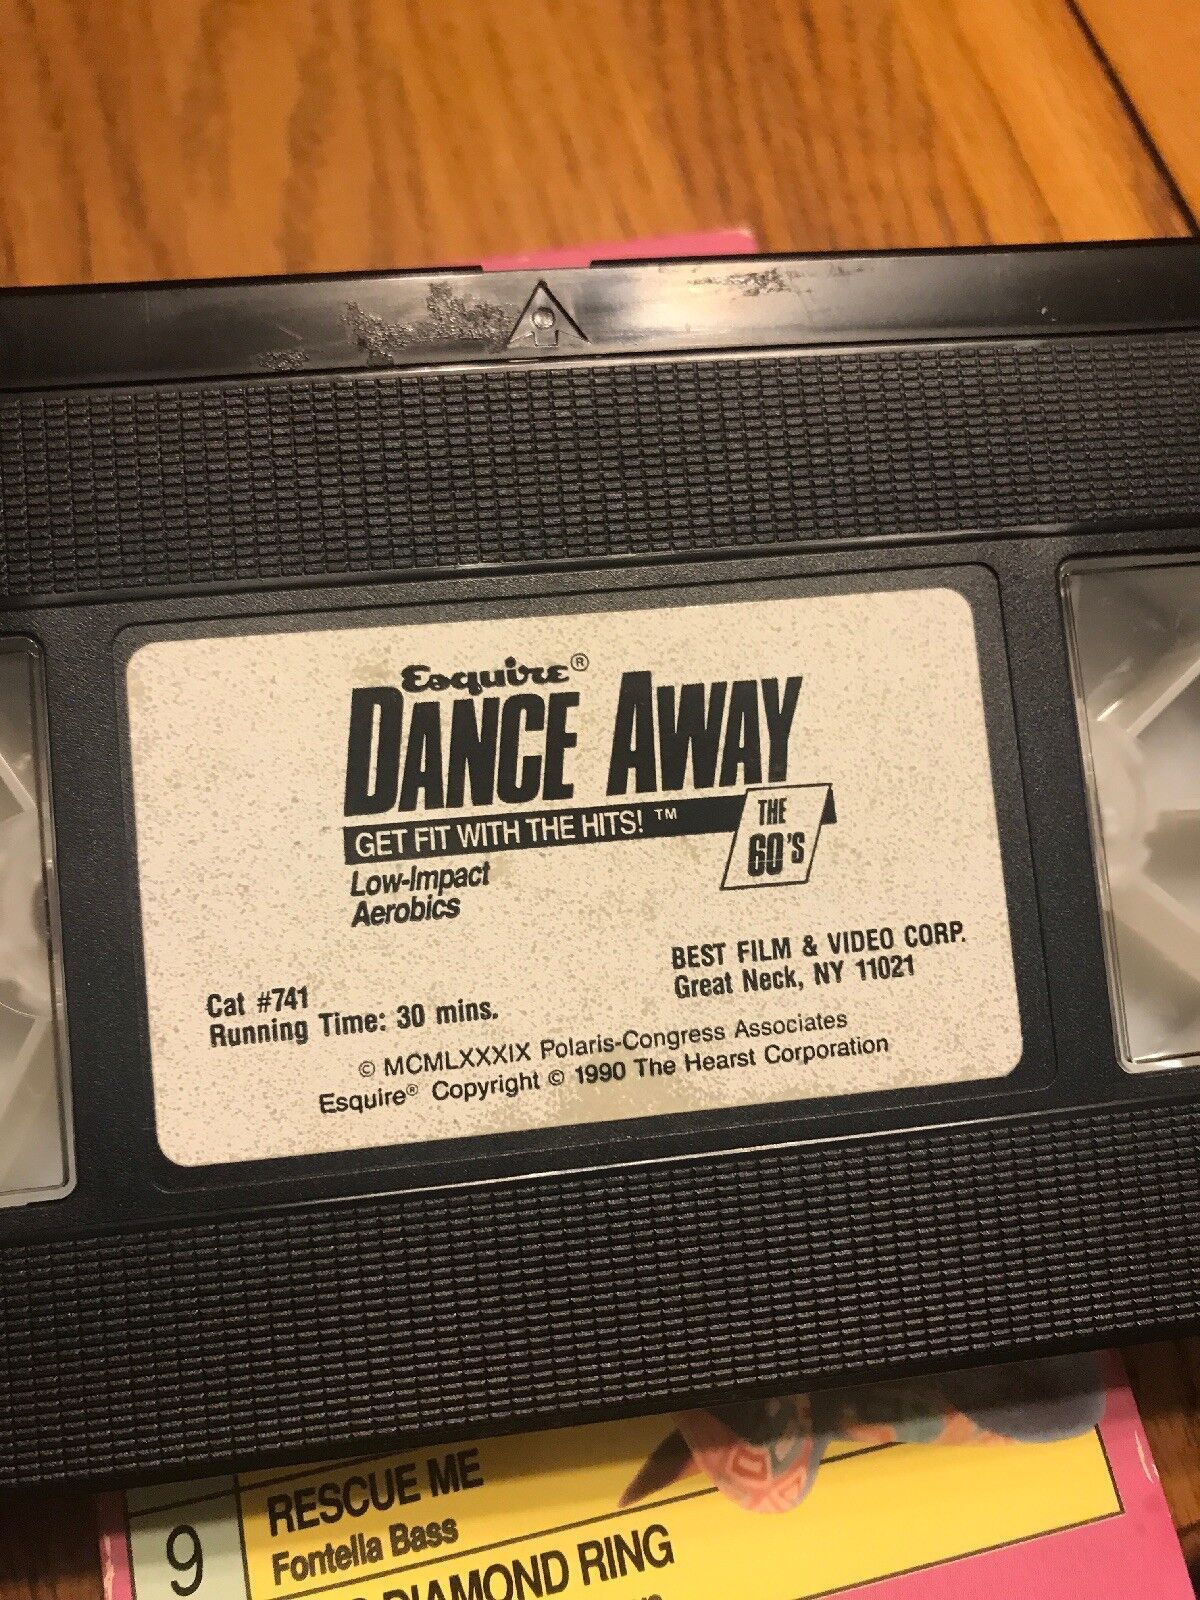 Esquire®
DANCE AWAY
GET FIT WITH THE HITS! ™
THE
60'S
Low-Impact
Aerobics
BEST FILM & VIDEO CORP.
Great Neck, NY 11021
Cat #741
Running Time: 30 mins.
© MCMLXXXIX Polaris-Congress Associates
Esquire® Copyright © 1990 The Hearst Corporation
9
RESCUE ME
Fontella Bass
DIAMOND RING